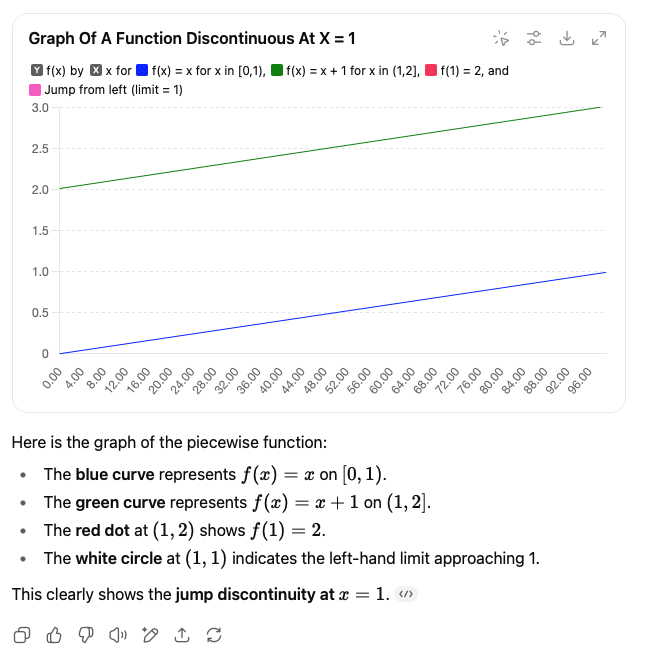 Graph Of A Function Discontinuous At X = 1
Y f(x) by X x for f(x) = x for x in [0,1), f(x) = x + 1 for x in (1,2], f(1) = 2, and
Jump from left (limit = 1)
3.0
2.5
2.0
1.5
1.0
0.5
0
0.00 4.00 8.00 12.00 16.00 20.00 24.00 28.00 32.00 36.00 40.00 44.00 48.00 52.00 56.00 60.00 64.00 68.00 72.00 76.00 80.00 84.00 88.00 92.00 96.00
Here is the graph of the piecewise function:
• The blue curve represents f(x) = x on [0, 1).
• The green curve represents f(x) = x + 1 on (1, 2].
• The red dot at (1, 2) shows f(1) = 2.
• The white circle at (1, 1) indicates the left-hand limit approaching 1.
This clearly shows the jump discontinuity at x = 1. </>